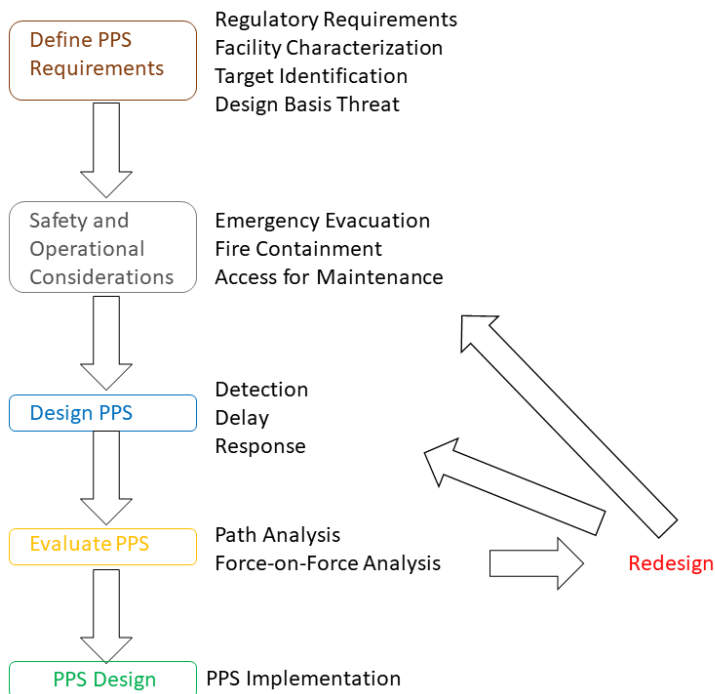 Define PPS
Requirements
Regulatory Requirements
Facility Characterization
Target Identification
Design Basis Threat
Safety and
Operational
Considerations
Emergency Evacuation
Fire Containment
Access for Maintenance
Design PPS
Detection
Delay
Response
Evaluate PPS
Path Analysis
Force-on-Force Analysis
Redesign
PPS Design
PPS Implementation